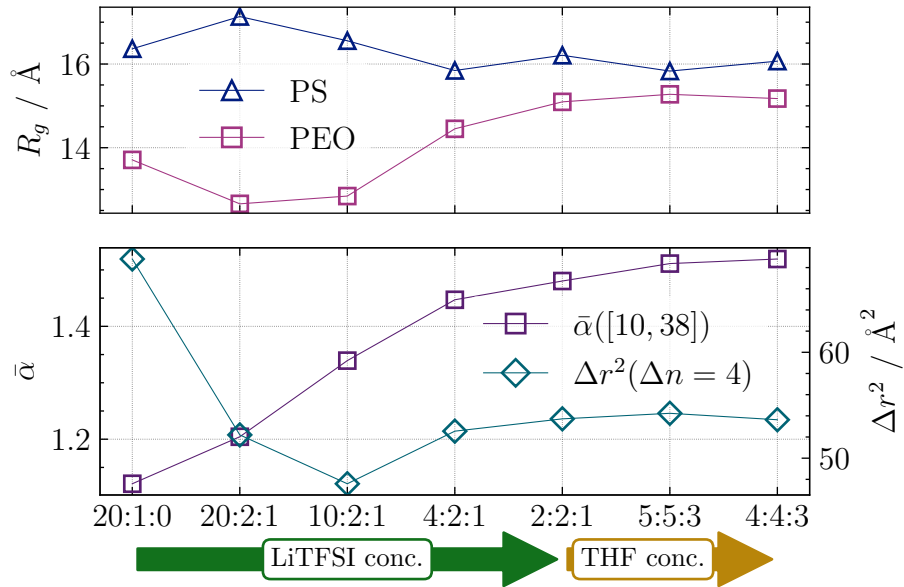 R_g / Å
16
14
PS
PEO
ᾱ
1.4
1.2
ᾱ([10, 38])
Δr²(Δn = 4)
60
50
Δr² / Å²
20:1:0 20:2:1 10:2:1 4:2:1 2:2:1 5:5:3 4:4:3
LiTFSI conc. THF conc.